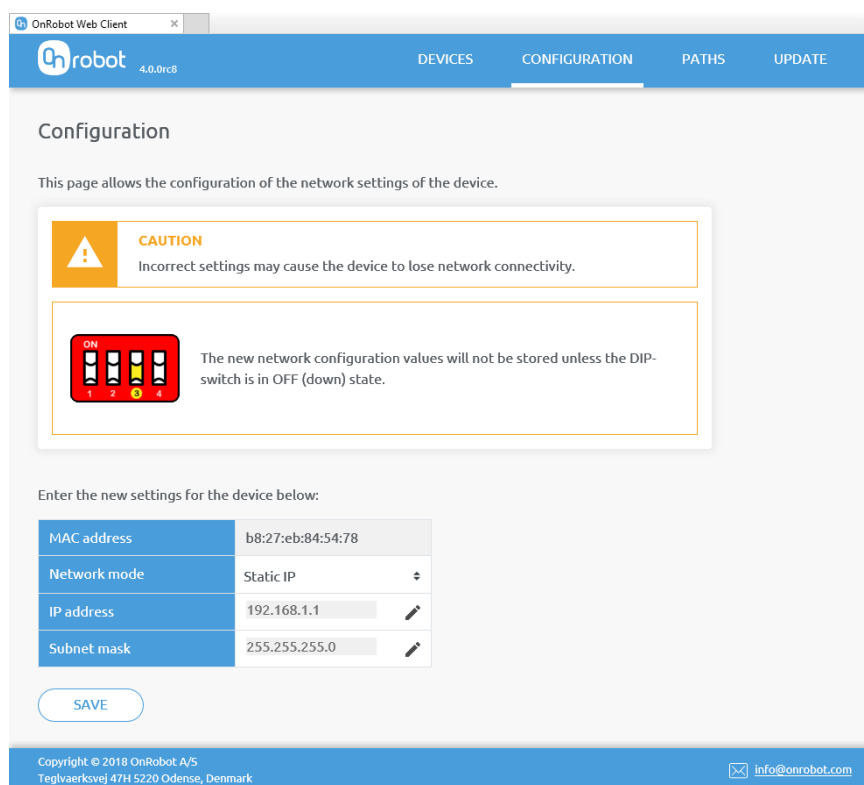 OnRobot Web Client
Onrobot 4.0.0rc8
DEVICES CONFIGURATION PATHS UPDATE
Configuration
This page allows the configuration of the network settings of the device.
CAUTION
Incorrect settings may cause the device to lose network connectivity.
ON
1 2 3 4
The new network configuration values will not be stored unless the DIP-
switch is in OFF (down) state.
Enter the new settings for the device below:
MAC address b8:27:eb:84:54:78
Network mode Static IP
IP address 192.168.1.1
Subnet mask 255.255.255.0
SAVE
Copyright © 2018 OnRobot A/S
Teglvaerksvej 47H 5220 Odense, Denmark
info@onrobot.com